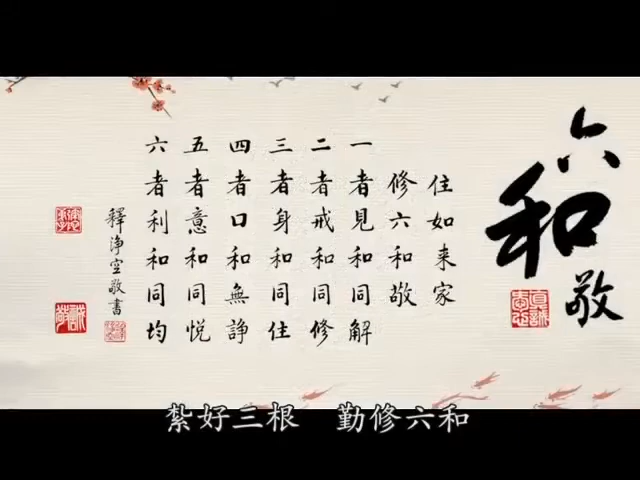 六和敬
住如来家
修六和敬
一者見和同解
二者戒和同修
三者身和同住
四者口和無諍
五者意和同悅
六者利和同均
釋淨空敬書
紮好三根　勤修六和